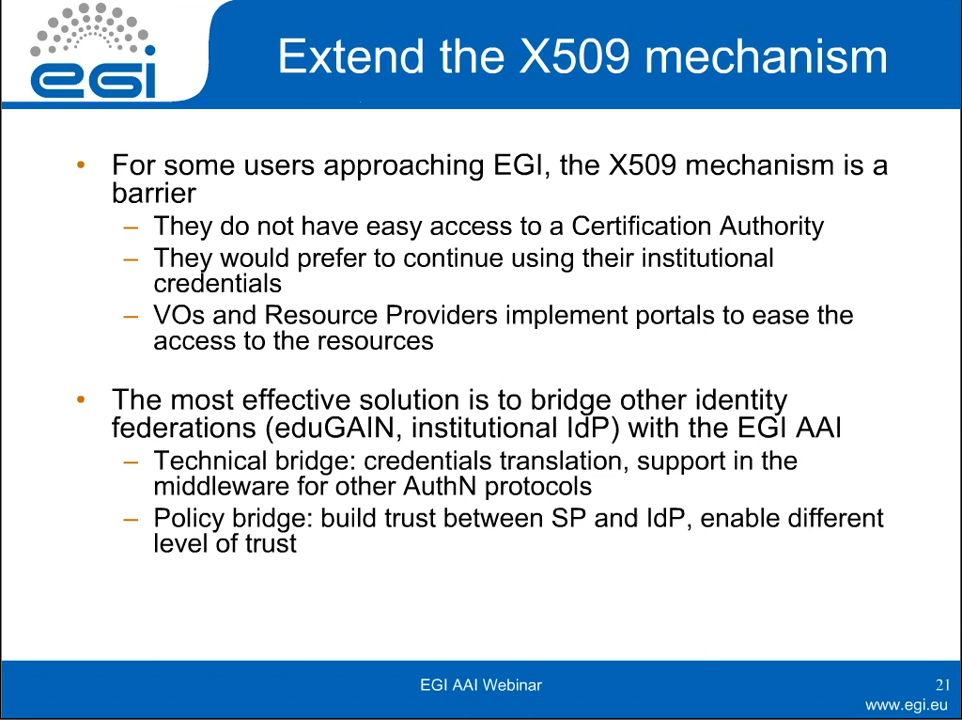 egi
Extend the X509 mechanism
• For some users approaching EGI, the X509 mechanism is a
barrier
– They do not have easy access to a Certification Authority
– They would prefer to continue using their institutional
credentials
– VOs and Resource Providers implement portals to ease the
access to the resources
• The most effective solution is to bridge other identity
federations (eduGAIN, institutional IdP) with the EGI AAI
– Technical bridge: credentials translation, support in the
middleware for other AuthN protocols
– Policy bridge: build trust between SP and IdP, enable different
level of trust
EGI AAI Webinar
21
www.egi.eu